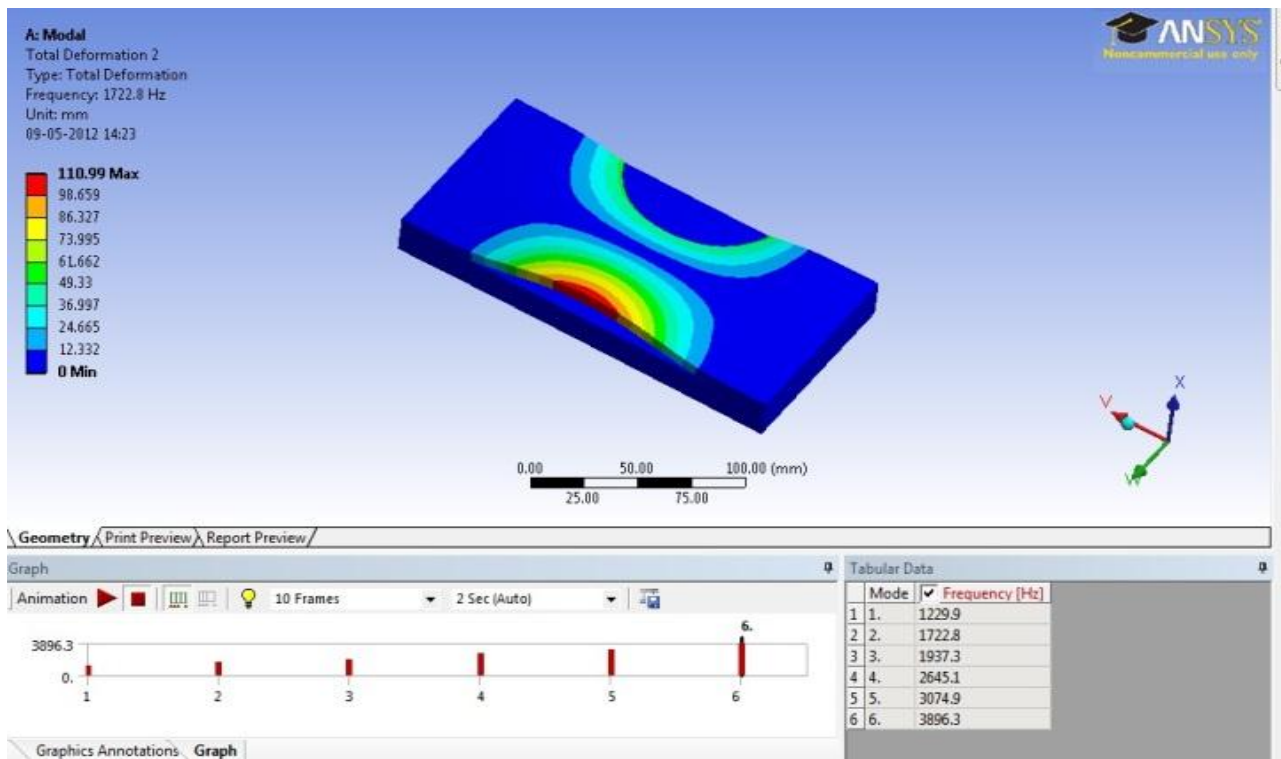 A: Modal
Total Deformation 2
Type: Total Deformation
Frequency: 1722.8 Hz
Unit: mm
09-05-2012 14:23
110.99 Max
98.659
86.327
73.995
61.662
49.33
36.997
24.665
12.332
0 Min
ANSYS
Noncommercial use only
X
V
W
0.00 50.00 100.00 (mm)
25.00 75.00
Geometry Print Preview Report Preview
Graph
Animation 10 Frames 2 Sec (Auto)
6.
3896.3
0.
1 2 3 4 5 6
Graphics Annotations Graph
Tabular Data
Mode Frequency [Hz]
1 1. 1229.9
2 2. 1722.8
3 3. 1937.3
4 4. 2645.1
5 5. 3074.9
6 6. 3896.3